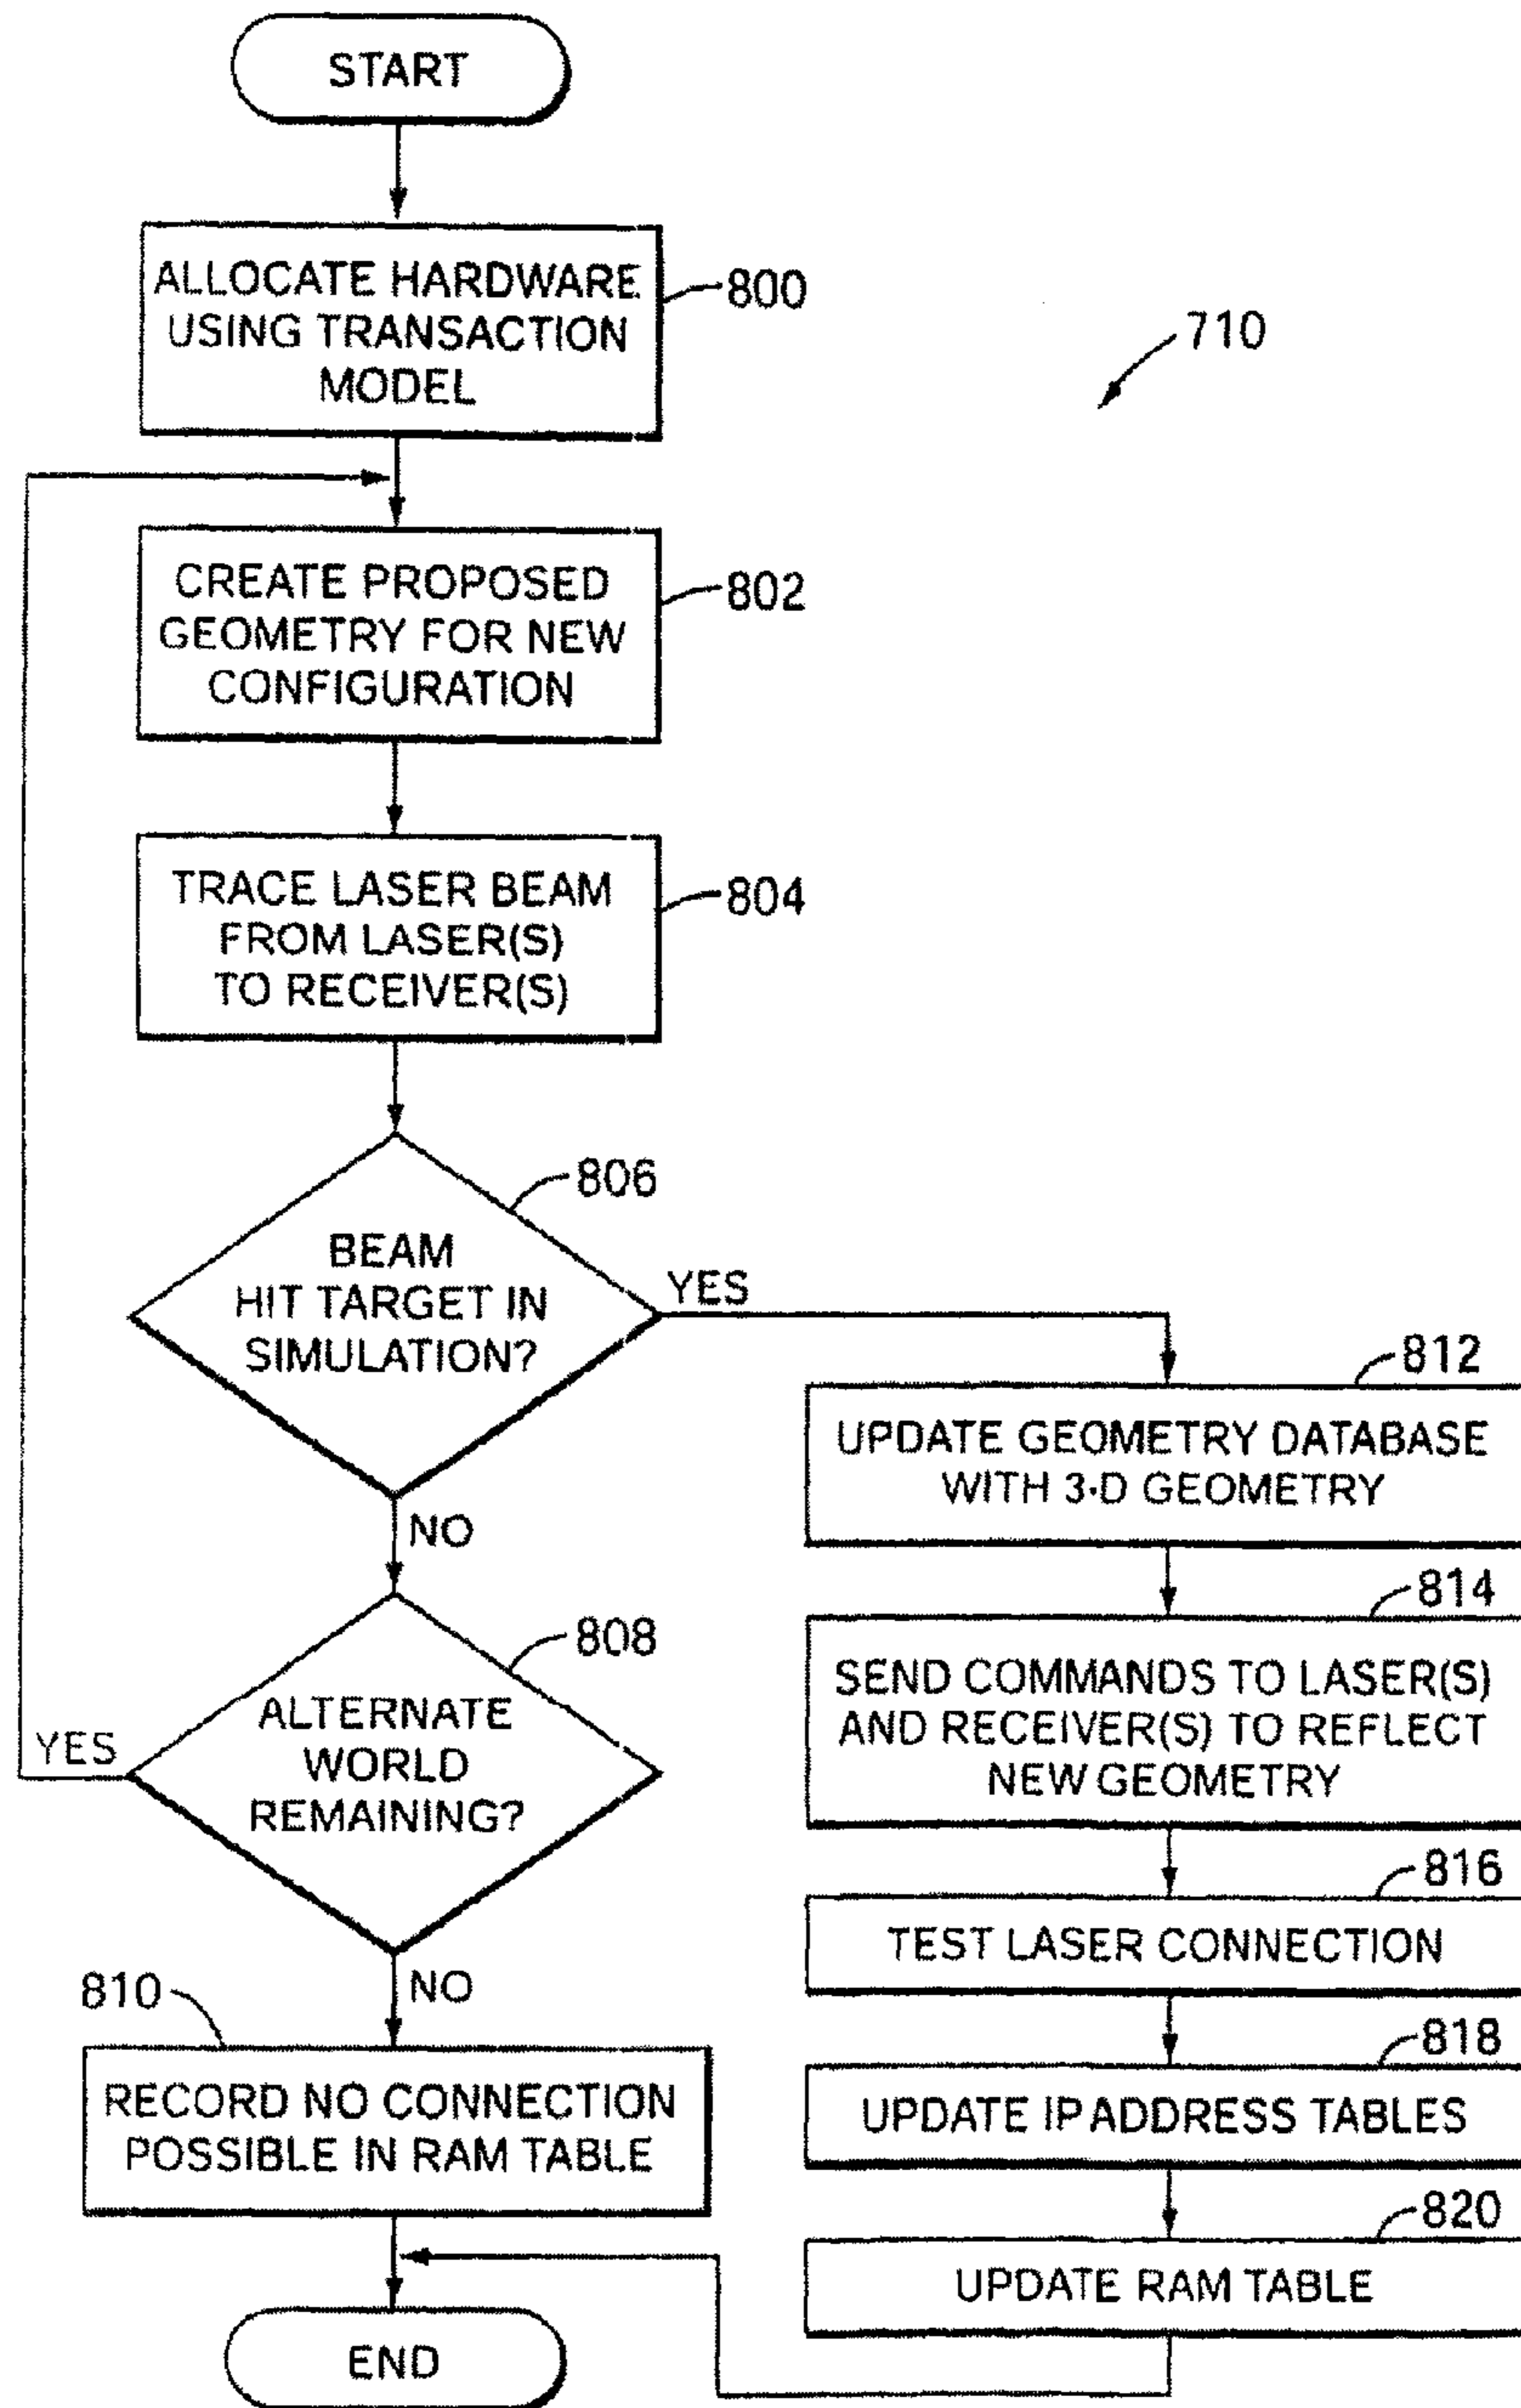 START
ALLOCATE HARDWARE
USING TRANSACTION
MODEL
800
710
CREATE PROPOSED
GEOMETRY FOR NEW
CONFIGURATION
802
TRACE LASER BEAM
FROM LASER(S)
TO RECEIVER(S)
804
806
BEAM
HIT TARGET IN
SIMULATION?
YES
NO
808
ALTERNATE
WORLD
REMAINING?
YES
NO
810
RECORD NO CONNECTION
POSSIBLE IN RAM TABLE
812
UPDATE GEOMETRY DATABASE
WITH 3-D GEOMETRY
814
SEND COMMANDS TO LASER(S)
AND RECEIVER(S) TO REFLECT
NEW GEOMETRY
816
TEST LASER CONNECTION
818
UPDATE IP ADDRESS TABLES
820
UPDATE RAM TABLE
END